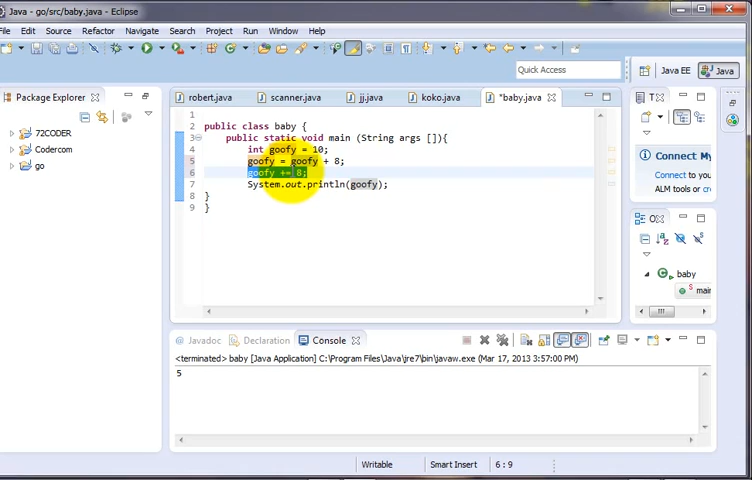 Java - go/src/baby.java - Eclipse
File Edit Source Refactor Navigate Search Project Run Window Help
Quick Access
Java EE
Java
Package Explorer
robert.java
scanner.java
jj.java
koko.java
*baby.java
T
72CODER
Codercom
go
1
2 public class baby {
3 public static void main (String args []){
4 int goofy = 10;
5 goofy = goofy + 8;
6 goofy += 8;
7 System.out.println(goofy);
8 }
9 }
Connect My
Connect to you
ALM tools or
O
baby
main
Javadoc
Declaration
Console
<terminated> baby [Java Application] C:\Program Files\Java\jre7\bin\javaw.exe (Mar 17, 2013 3:57:00 PM)
5
Writable
Smart Insert
6 : 9